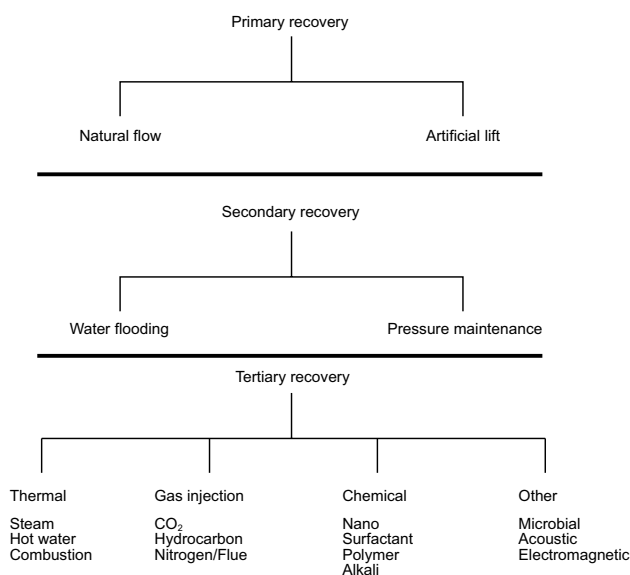 Primary recovery
Natural flow
Artificial lift
Secondary recovery
Water flooding
Pressure maintenance
Tertiary recovery
Thermal
Steam
Hot water
Combustion
Gas injection
CO₂
Hydrocarbon
Nitrogen/Flue
Chemical
Nano
Surfactant
Polymer
Alkali
Other
Microbial
Acoustic
Electromagnetic